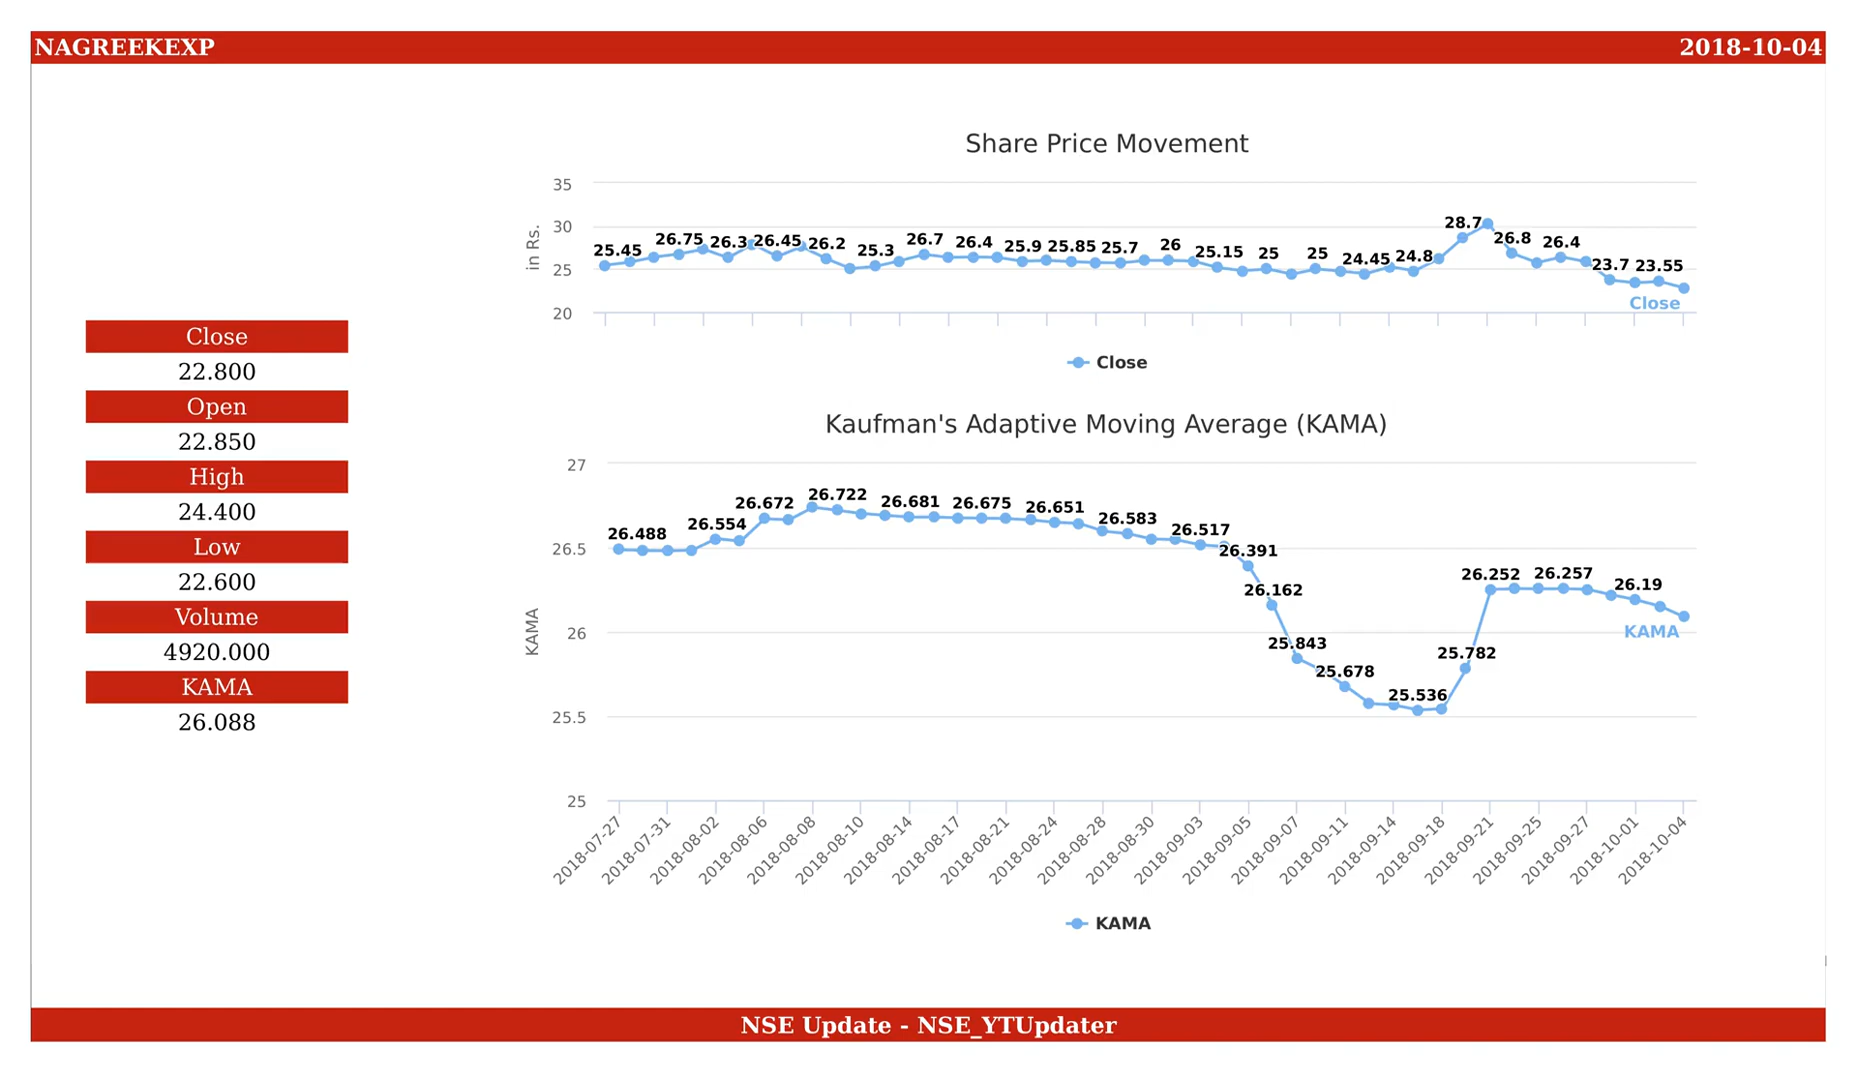 NAGREEKEXP 2018-10-04
Close
22.800
Open
22.850
High
24.400
Low
22.600
Volume
4920.000
KAMA
26.088
Share Price Movement
in Rs.
35
30
25
20
25.45 26.75 26.3 26.45 26.2 25.3 26.7 26.4 25.9 25.85 25.7 26 25.15 25 25 24.45 24.8 28.7 26.8 26.4 23.7 23.55
Close
Close
Kaufman's Adaptive Moving Average (KAMA)
KAMA
27
26.5
26
25.5
25
26.488 26.554 26.672 26.722 26.681 26.675 26.651 26.583 26.517 26.391 26.162 25.843 25.678 25.536 25.782 26.252 26.257 26.19
KAMA
2018-07-27 2018-07-31 2018-08-02 2018-08-06 2018-08-08 2018-08-10 2018-08-14 2018-08-17 2018-08-21 2018-08-24 2018-08-28 2018-08-30 2018-09-03 2018-09-05 2018-09-07 2018-09-11 2018-09-14 2018-09-18 2018-09-21 2018-09-25 2018-09-27 2018-10-01 2018-10-04
KAMA
NSE Update - NSE_YTUpdater